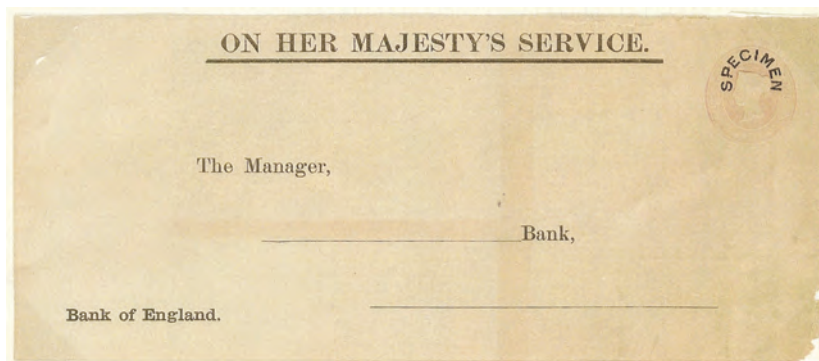 ON HER MAJESTY'S SERVICE.
SPECIMEN
The Manager,
Bank,
Bank of England.